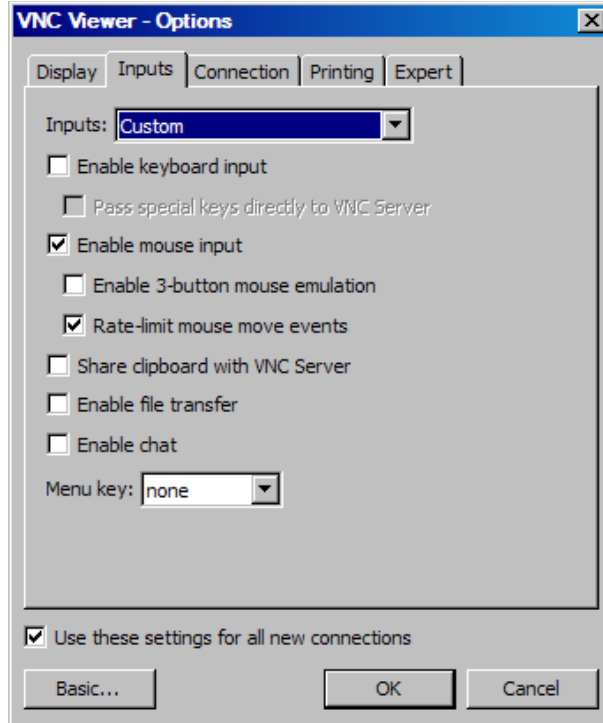 VNC Viewer - Options
Display Inputs Connection Printing Expert
Inputs: Custom
Enable keyboard input
Pass special keys directly to VNC Server
Enable mouse input
Enable 3-button mouse emulation
Rate-limit mouse move events
Share clipboard with VNC Server
Enable file transfer
Enable chat
Menu key: none
Use these settings for all new connections
Basic... OK Cancel